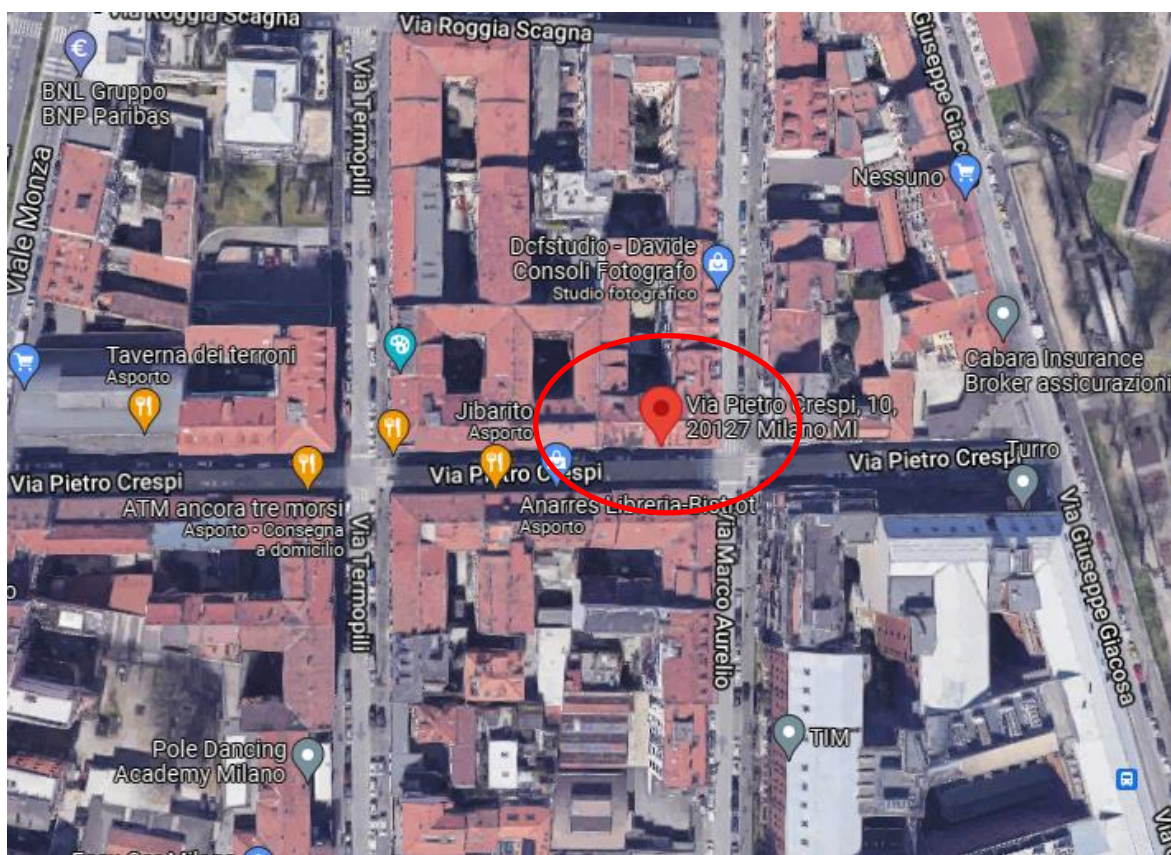 Via Roggia Scagna
Via Roggia Scagna
BNL Gruppo
BNP Paribas
Via Termopili
Giuseppe Giac
Viale Monza
Nessuno
Dcfstudio - Davide
Consoli Fotografo
Studio fotografico
Taverna dei terroni
Asporto
Cabara Insurance
Broker assicurazioni
Jibarito
Asporto
Via Pietro Crespi, 10,
20127 Milano MI
Via Pietro Crespi
Via Pietro Crespi
Via Pietro Crespi
Turro
ATM ancora tre morsi
Asporto • Consegna
a domicilio
Anarres Libreria-Bistrot
Asporto
Via Termopili
Via Marco Aurelio
Via Giuseppe Giacosa
Pole Dancing
Academy Milano
TIM